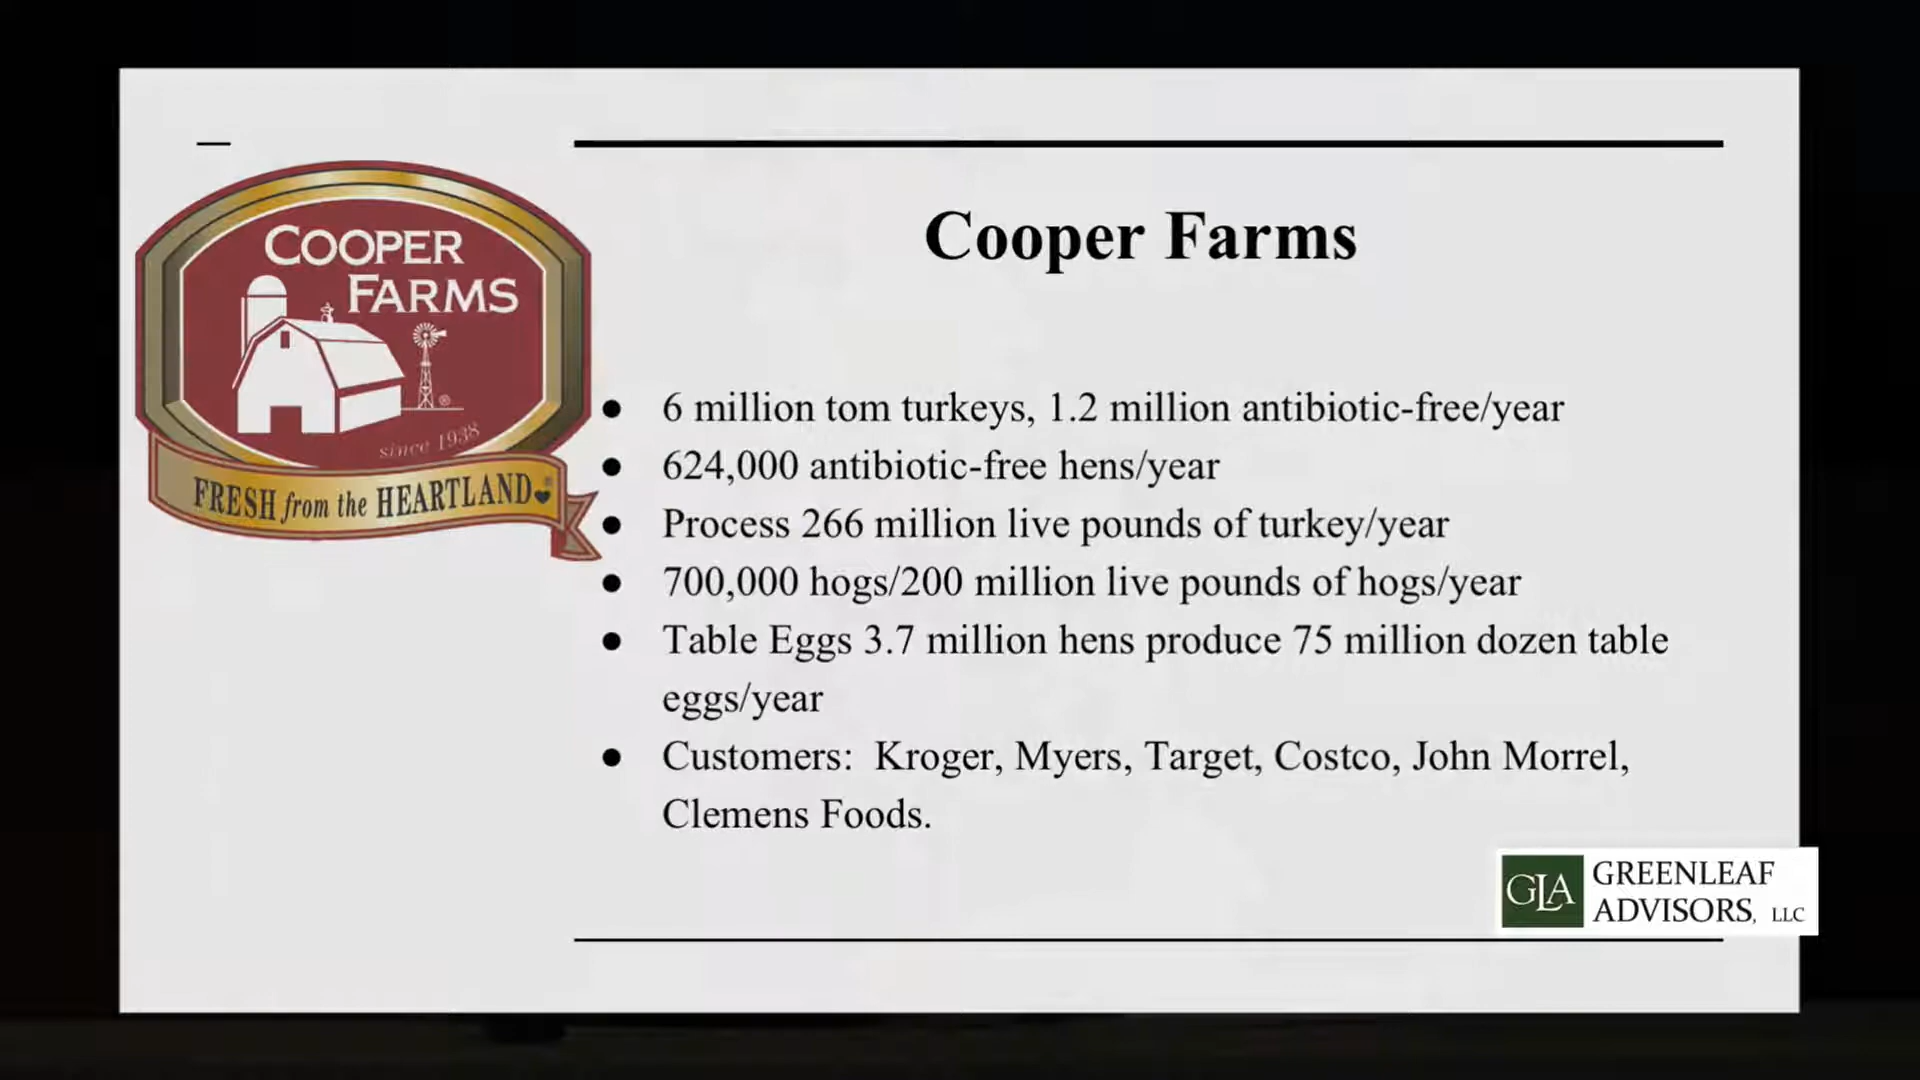 COOPER
FARMS
since 1938
FRESH from the HEARTLAND
Cooper Farms
● 6 million tom turkeys, 1.2 million antibiotic-free/year
● 624,000 antibiotic-free hens/year
● Process 266 million live pounds of turkey/year
● 700,000 hogs/200 million live pounds of hogs/year
● Table Eggs 3.7 million hens produce 75 million dozen table
eggs/year
● Customers:  Kroger, Myers, Target, Costco, John Morrel,
Clemens Foods.
GLA
GREENLEAF
ADVISORS, LLC